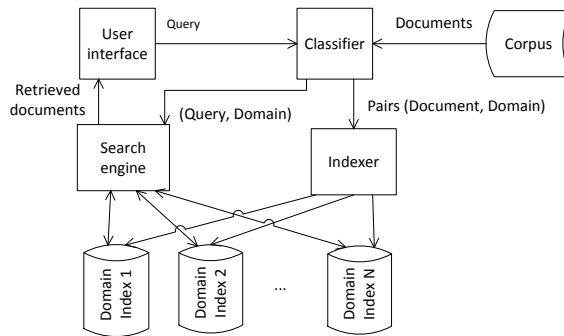 User
interface
Query
Classifier
Documents
Corpus
Retrieved
documents
(Query, Domain)
Pairs (Document, Domain)
Search
engine
Indexer
Domain
Index 1
Domain
Index 2
...
Domain
Index N